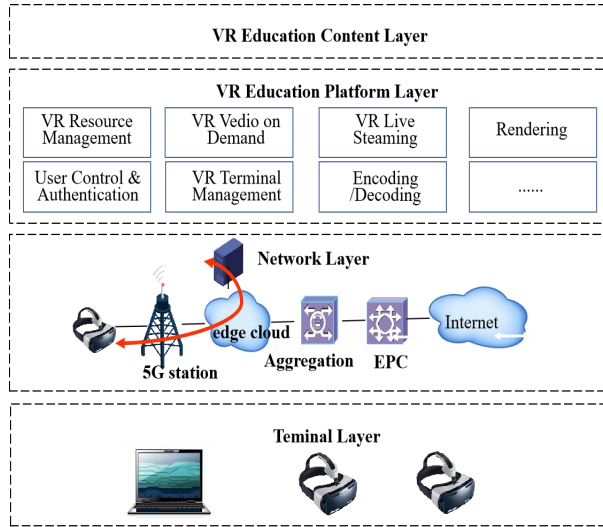 VR Education Content Layer
VR Education Platform Layer
VR Resource
Management
VR Vedio on
Demand
VR Live
Steaming
Rendering
User Control &
Authentication
VR Terminal
Management
Encoding
/Decoding
......
Network Layer
edge cloud
Internet
Aggregation
EPC
5G station
Teminal Layer